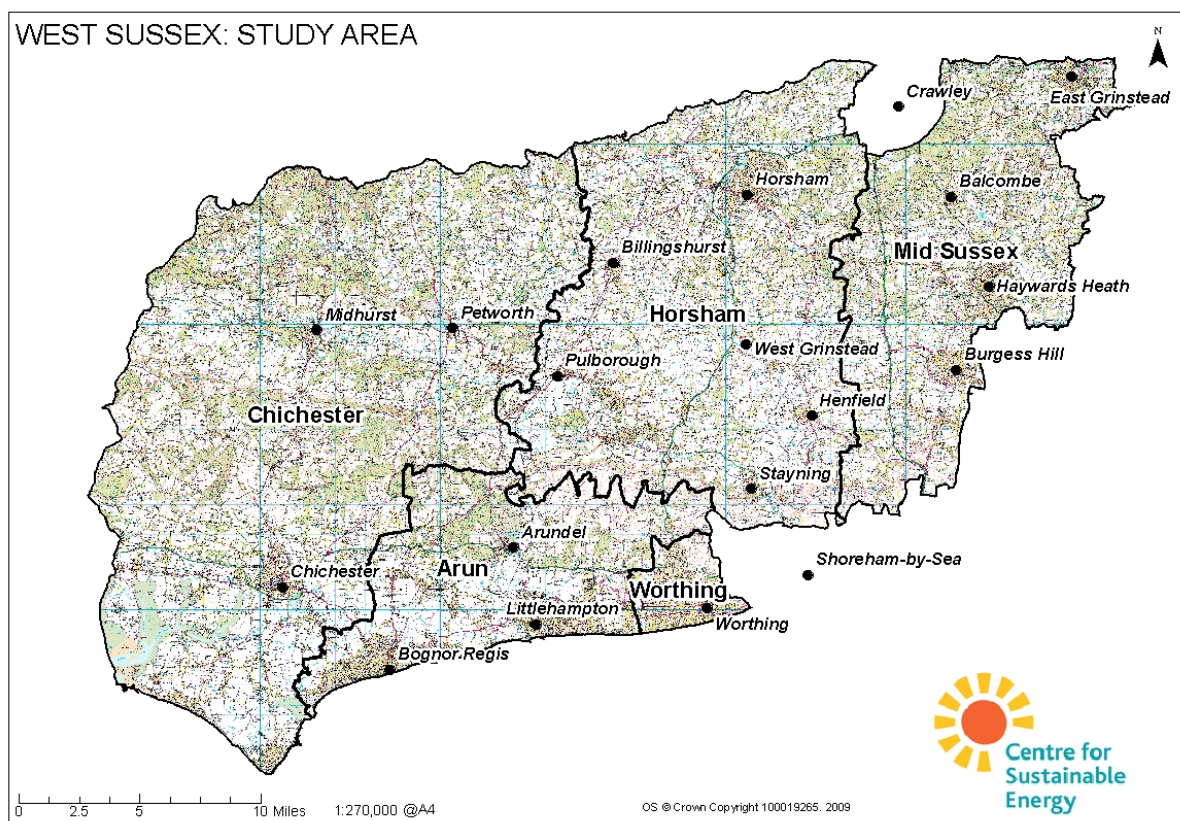 WEST SUSSEX: STUDY AREA
N
Crawley
East Grinstead
Horsham
Balcombe
Billingshurst
Mid Sussex
Haywards Heath
Midhurst
Petworth
Horsham
West Grinstead
Pulborough
Burgess Hill
Chichester
Henfield
Stayning
Arundel
Shoreham-by-Sea
Chichester
Arun
Worthing
Littlehampton
Worthing
Bognor Regis
Centre for
Sustainable
Energy
0 2.5 5 10 Miles
1:270,000 @A4
OS © Crown Copyright 100019265. 2009